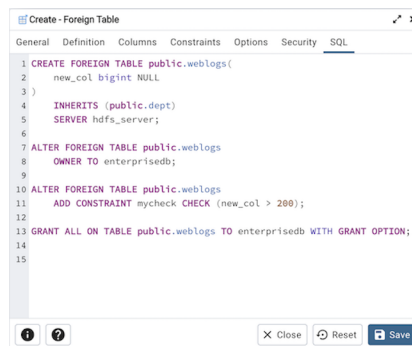 Create - Foreign Table
General Definition Columns Constraints Options Security SQL
1 CREATE FOREIGN TABLE public.weblogs(
2 new_col bigint NULL
3 )
4 INHERITS (public.dept)
5 SERVER hdfs_server;
6
7 ALTER FOREIGN TABLE public.weblogs
8 OWNER TO enterprisedb;
9
10 ALTER FOREIGN TABLE public.weblogs
11 ADD CONSTRAINT mycheck CHECK (new_col > 200);
12
13 GRANT ALL ON TABLE public.weblogs TO enterprisedb WITH GRANT OPTION;
14
15
i ? Close Reset Save